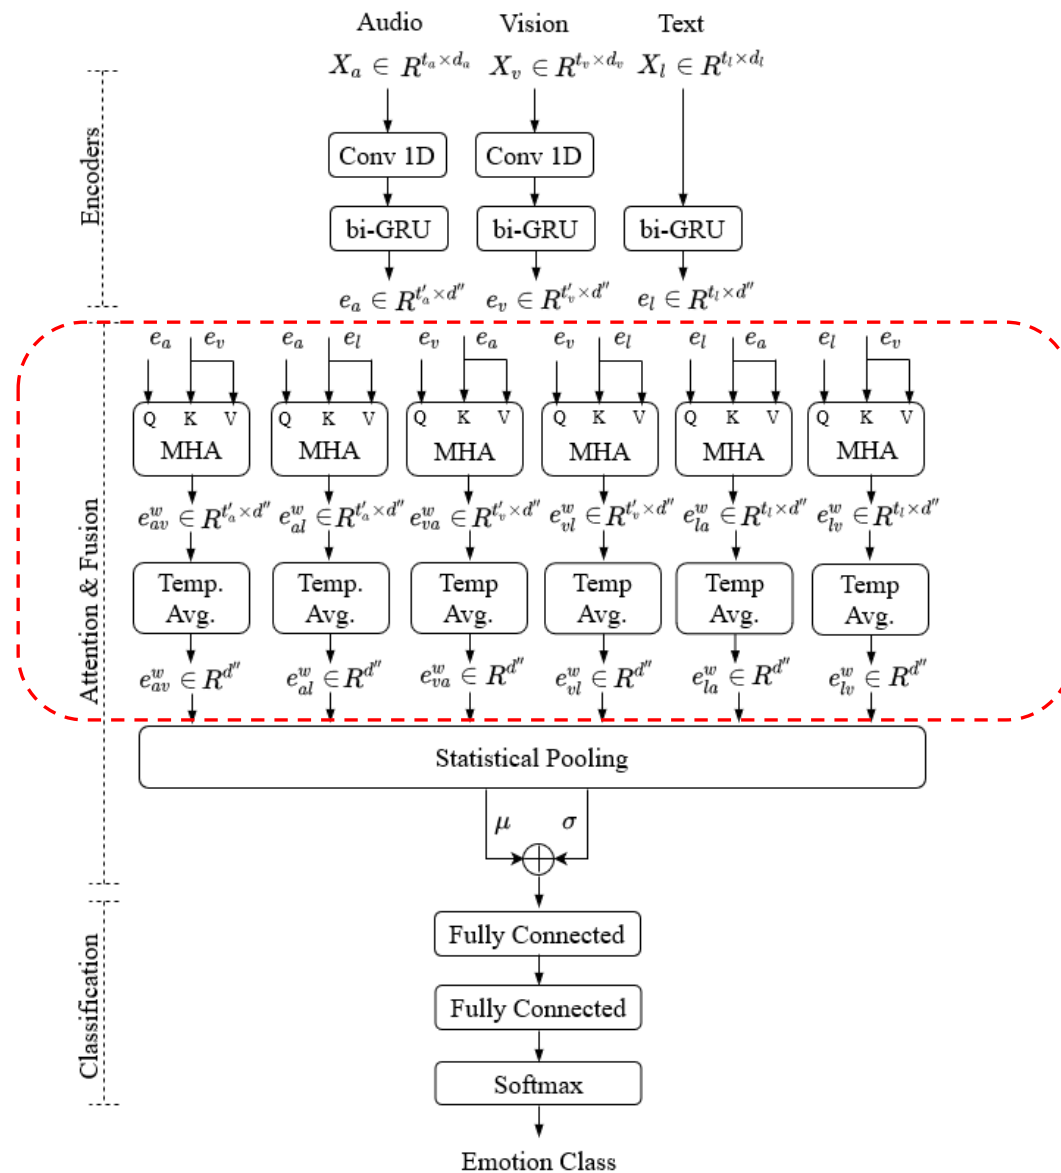 Audio Vision Text
X_a ∈ R^{t_a×d_a} X_v ∈ R^{t_v×d_v} X_l ∈ R^{t_l×d_l}
Encoders
Conv 1D Conv 1D
bi-GRU bi-GRU bi-GRU
e_a ∈ R^{t'_a×d''} e_v ∈ R^{t'_v×d''} e_l ∈ R^{t_l×d''}
Attention & Fusion
e_a e_v e_a e_l e_v e_a e_v e_l e_l e_a e_l e_v
Q K V Q K V Q K V Q K V Q K V Q K V
MHA MHA MHA MHA MHA MHA
e^w_{av} ∈ R^{t'_a×d''} e^w_{al} ∈ R^{t'_a×d''} e^w_{va} ∈ R^{t'_v×d''} e^w_{vl} ∈ R^{t'_v×d''} e^w_{la} ∈ R^{t_l×d''} e^w_{lv} ∈ R^{t_l×d''}
Temp. Temp. Temp Temp Temp Temp
Avg. Avg. Avg. Avg. Avg. Avg.
e^w_{av} ∈ R^{d''} e^w_{al} ∈ R^{d''} e^w_{va} ∈ R^{d''} e^w_{vl} ∈ R^{d''} e^w_{la} ∈ R^{d''} e^w_{lv} ∈ R^{d''}
Statistical Pooling
μ σ
Classification
Fully Connected
Fully Connected
Softmax
Emotion Class